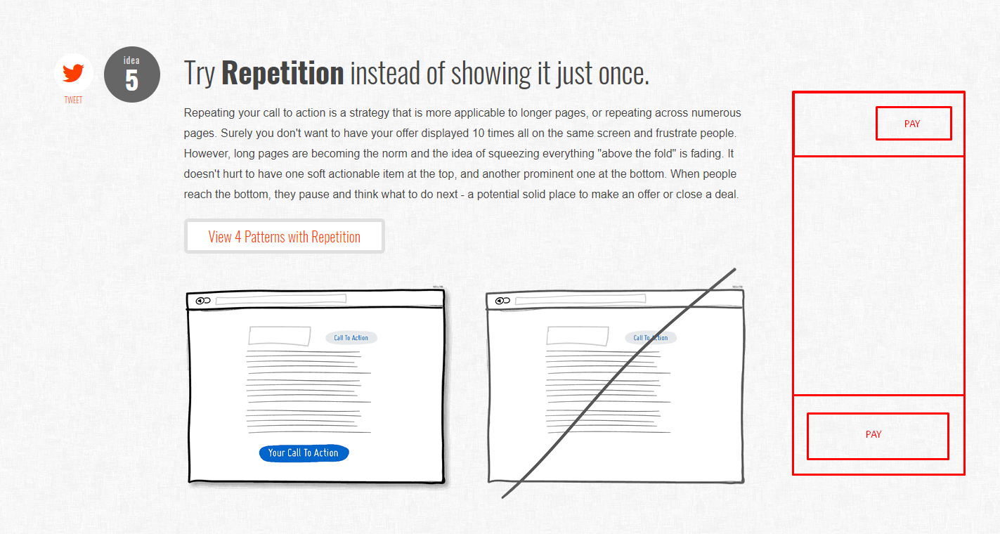 TWEET
idea
5
Try Repetition instead of showing it just once.
Repeating your call to action is a strategy that is more applicable to longer pages, or repeating across numerous
pages. Surely you don't want to have your offer displayed 10 times all on the same screen and frustrate people.
However, long pages are becoming the norm and the idea of squeezing everything "above the fold" is fading. It
doesn't hurt to have one soft actionable item at the top, and another prominent one at the bottom. When people
reach the bottom, they pause and think what to do next - a potential solid place to make an offer or close a deal.
View 4 Patterns with Repetition
Call To Action
Your Call To Action
Call To Action
PAY
PAY